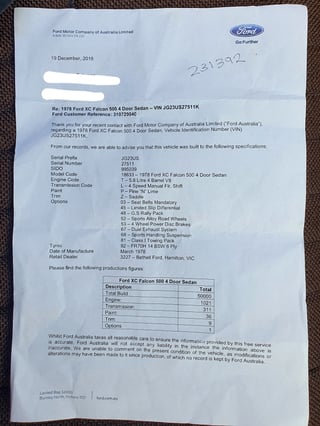 Ford Motor Company of Australia Limited
Ford
Go Further
19 December, 2016
231392
Re: 1978 Ford XC Falcon 500 4 Door Sedan – VIN JG23US27511K
Ford Customer Reference: 318725040
Thank you for your recent contact with Ford Motor Company of Australia Limited ("Ford Australia"),
regarding a 1978 Ford XC Falcon 500 4 Door Sedan, Vehicle Identification Number (VIN)
JG23US27511K.
From our records, we are able to advise you that this vehicle was built to the following specifications:
Serial Prefix JG23US
Serial Number 27511
SIDO 995209
Model Code 18633 – 1978 Ford XC Falcon 500 4 Door Sedan
Engine Code T – 5.8 Litre 4 Barrel V8
Transmission Code L – 4 Speed Manual Flr. Shift
Paint P – Pine 'N' Lime
Trim Z – Saddle
Options 03 – Seat Belts Mandatory
45 – Limited Slip Differential
48 – G.S Rally Pack
52 – Sports Alloy Road Wheels
53 – 4 Wheel Power Disc Brakes
67 – Dual Exhaust System
68 – Sports Handling Suspension
81 – Class I Towing Pack
Tyres 92 – FR70H 14 BSW 6 Ply
Date of Manufacture March 1978
Retail Dealer 3227 – Bethell Ford, Hamilton, VIC
Please find the following productions figures:
Ford XC Falcon 500 4 Door Sedan
Description Total
Total Build: 50000
Engine: 1021
Transmission: 311
Paint: 36
Trim: 9
Options 1
Whilst Ford Australia takes all reasonable care to ensure the information provided by this free service
is accurate, Ford Australia will not accept any liability in the instance the information above is
inaccurate. We are unable to comment on the present condition of the vehicle, as modifications or
alterations may have been made to it since production, of which no record is kept by Ford Australia.
Locked Bag
ford.com.au